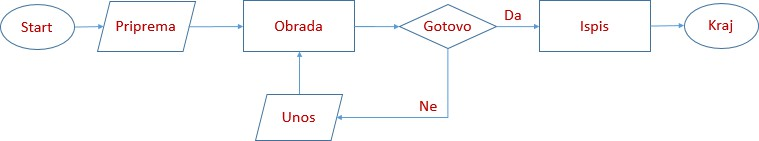 Start
Priprema
Obrada
Gotovo
Da
Ispis
Kraj
Ne
Unos